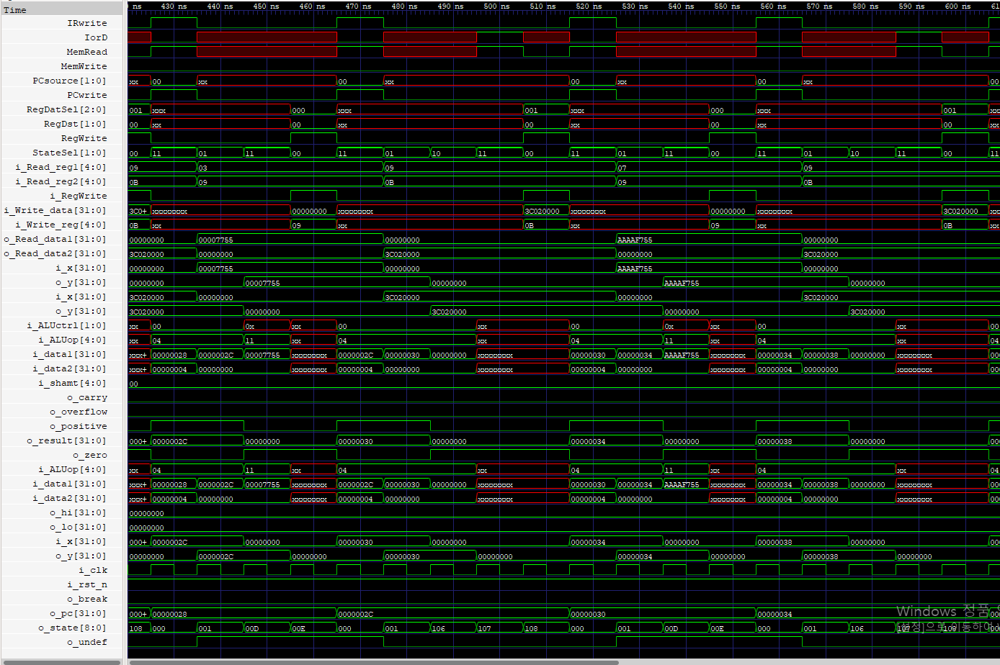 Time ns 430 ns 440 ns 450 ns 460 ns 470 ns 480 ns 490 ns 500 ns 510 ns 520 ns 530 ns 540 ns 550 ns 560 ns 570 ns 580 ns 590 ns 600 ns 61
IRwrite
IorD
MemRead
MemWrite
PCsource[1:0] xx 00 xx 00 xx 00 xx 00 xx 00
PCwrite
RegDatSel[2:0] 001 xxx 000 xxx 001 xxx 000 xxx 001 xxx
RegDst[1:0] 00 xx 00 xx 00 xx 00 xx 00 xx
RegWrite
StateSel[1:0] 00 11 01 11 00 11 01 10 11 00 11 01 11 00 11 01 10 11 00 11
i_Read_reg1[4:0] 09 03 09 07 09
i_Read_reg2[4:0] 0B 09 0B 09 0B
i_RegWrite
i_Write_data[31:0] 3C0+ xxxxxxxx 00000000 xxxxxxxx 3C020000 xxxxxxxx 00000000 xxxxxxxx 3C020000 xxx
i_Write_reg[4:0] 0B xx 09 xx 0B xx 09 xx 0B xx
o_Read_data1[31:0] 00000000 00007755 00000000 AAAAF755 00000000
o_Read_data2[31:0] 3C020000 00000000 3C020000 00000000 3C020000
i_x[31:0] 00000000 00007755 00000000 AAAAF755 00000000
o_y[31:0] 00000000 00007755 00000000 AAAAF755 00000000
i_x[31:0] 3C020000 00000000 3C020000 00000000 3C020000
o_y[31:0] 3C020000 00000000 3C020000 00000000 3C020000
i_ALUctrl[1:0] xx 00 0x xx 00 xx 00 0x xx 00 xx 00
i_ALUop[4:0] xx 04 11 xx 04 xx 04 11 xx 04 xx 04
i_data1[31:0] xxx+ 00000028 0000002C 00007755 xxxxxxxx 0000002C 00000030 00000000 xxxxxxxx 00000030 00000034 AAAAF755 xxxxxxxx 00000034 00000038 00000000 xxxxxxxx 000
i_data2[31:0] xxx+ 00000004 00000000 xxxxxxxx 00000004 00000000 xxxxxxxx 00000004 00000000 xxxxxxxx 00000004 00000000 xxxxxxxx 000
i_shamt[4:0] 00
o_carry
o_overflow
o_positive
o_result[31:0] 000+ 0000002C 00000000 00000030 00000000 00000034 00000000 00000038 00000000 000
o_zero
i_ALUop[4:0] xx 04 11 xx 04 xx 04 11 xx 04 xx 04
i_data1[31:0] xxx+ 00000028 0000002C 00007755 xxxxxxxx 0000002C 00000030 00000000 xxxxxxxx 00000030 00000034 AAAAF755 xxxxxxxx 00000034 00000038 00000000 xxxxxxxx 000
i_data2[31:0] xxx+ 00000004 00000000 xxxxxxxx 00000004 00000000 xxxxxxxx 00000004 00000000 xxxxxxxx 00000004 00000000 xxxxxxxx 000
o_hi[31:0] 00000000
o_lo[31:0] 00000000
i_x[31:0] 000+ 0000002C 00000000 00000030 00000000 00000034 00000000 00000038 00000000 000
o_y[31:0] 00000000 0000002C 00000000 00000030 00000000 00000034 00000000 00000038 00000000
i_clk
i_rst_n
o_break
o_pc[31:0] 000+ 00000028 0000002C 00000030 00000034
Windows 정품
o_state[8:0] 108 000 001 00D 00E 000 001 106 107 108 000 001 00D 00E 000 001 106 107 108
[설정]으로 이동하여
o_undef